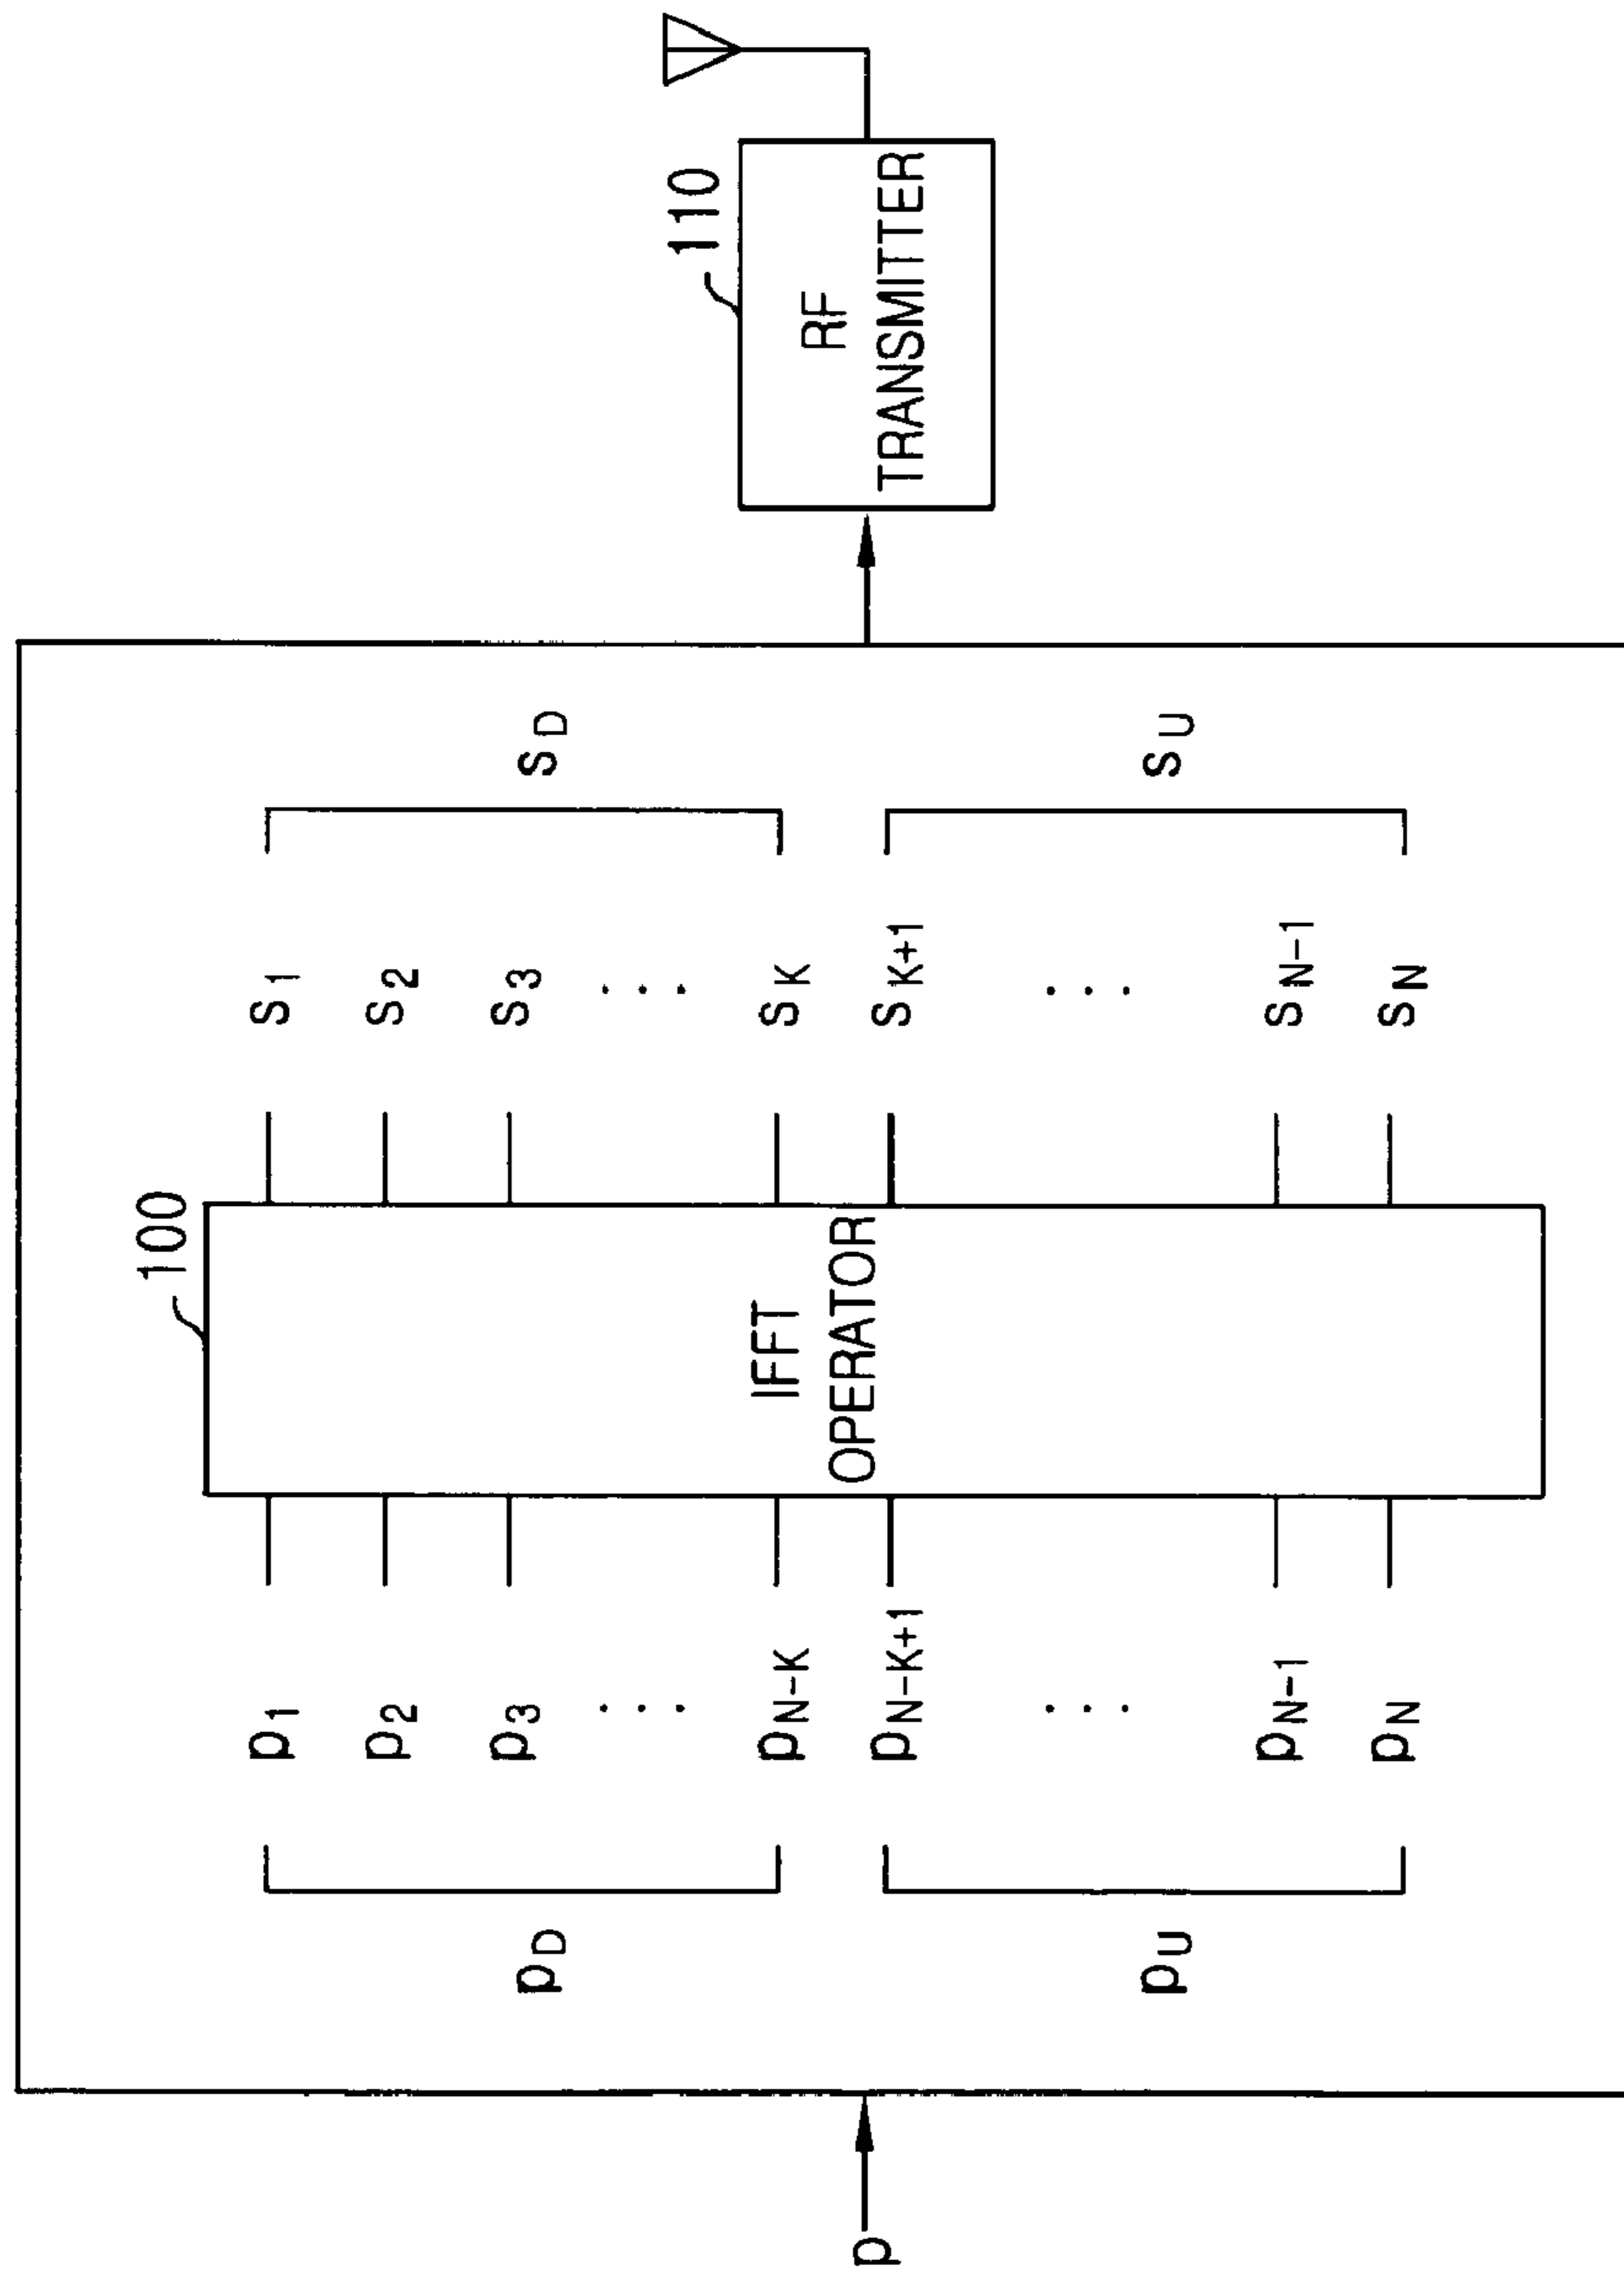 p
pD
pU
p1
p2
p3
...
pN-K
pN-K+1
...
pN-1
pN
100
IFFT
OPERATOR
s1
s2
s3
...
sK
sK+1
...
sN-1
sN
sD
sU
110
RF
TRANSMITTER